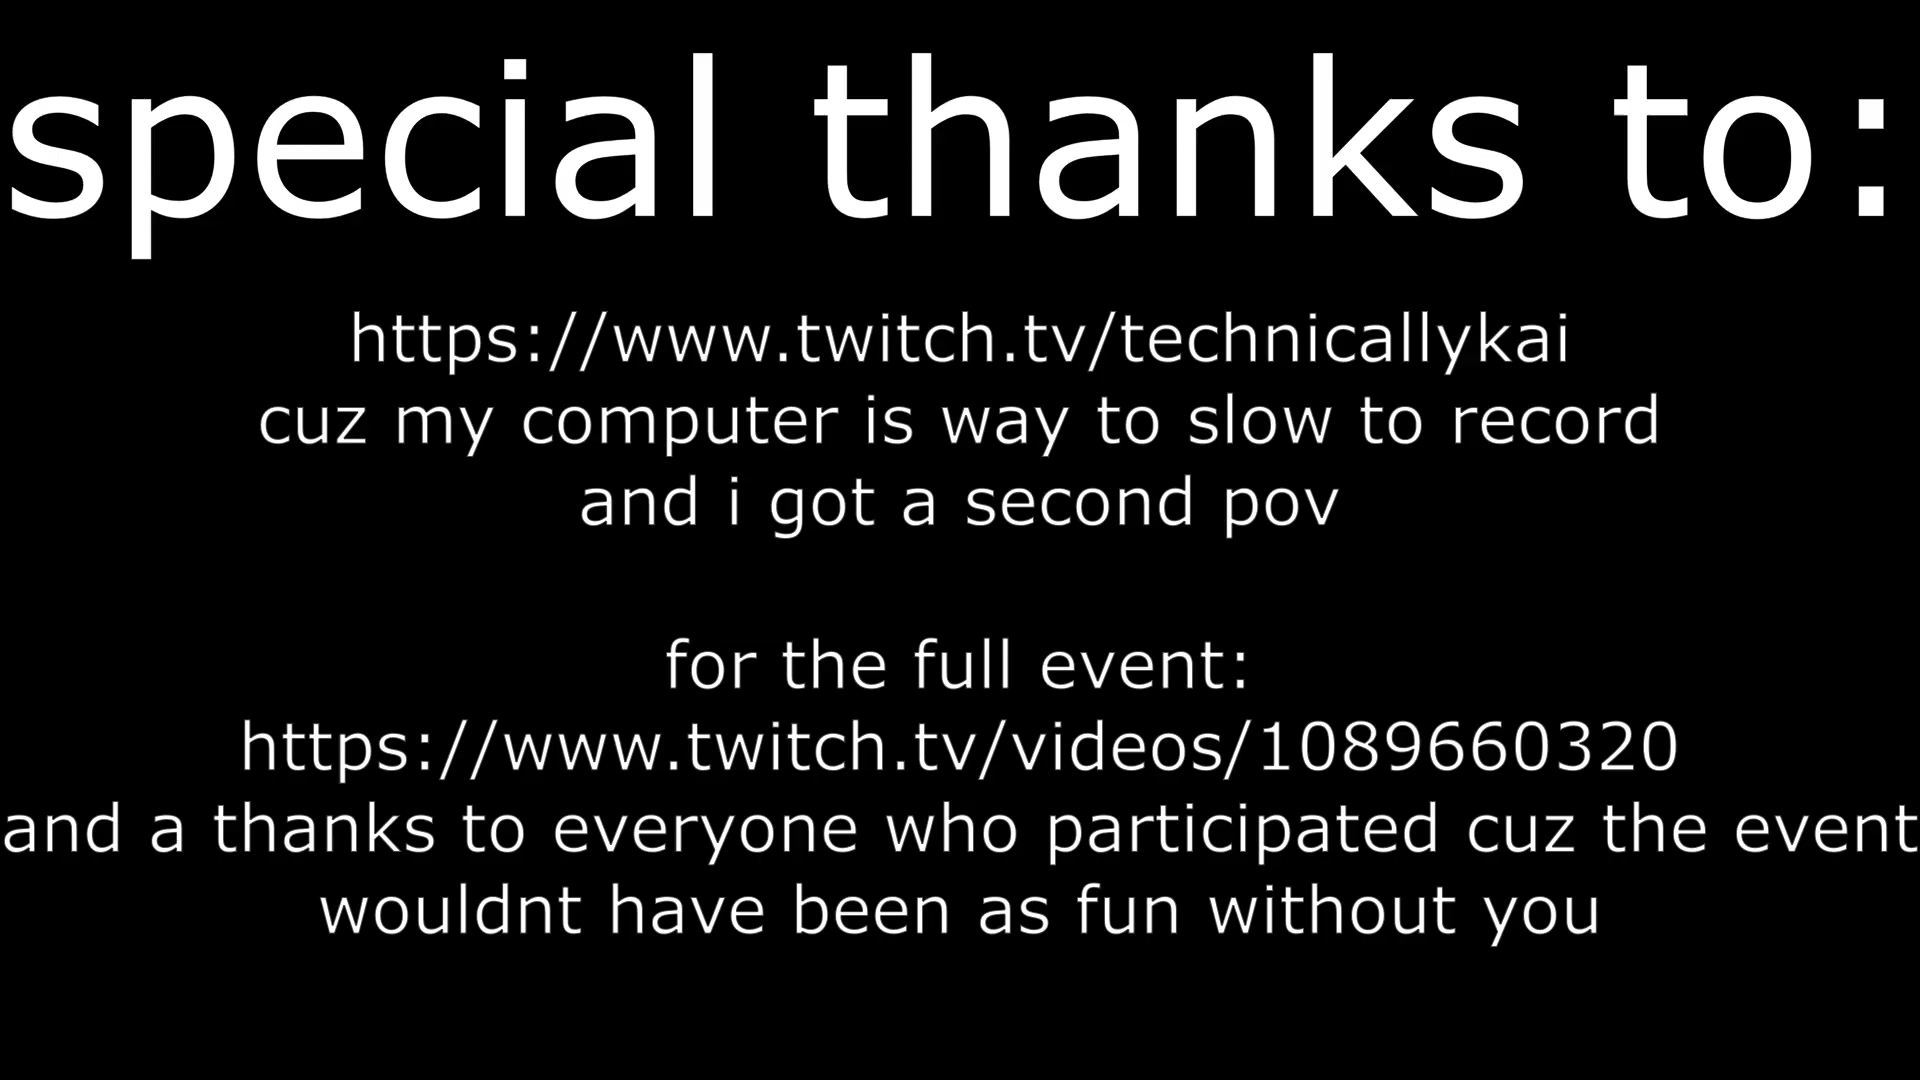 special thanks to:
https://www.twitch.tv/technicallykai
cuz my computer is way to slow to record
and i got a second pov
for the full event:
https://www.twitch.tv/videos/1089660320
and a thanks to everyone who participated cuz the event
wouldnt have been as fun without you